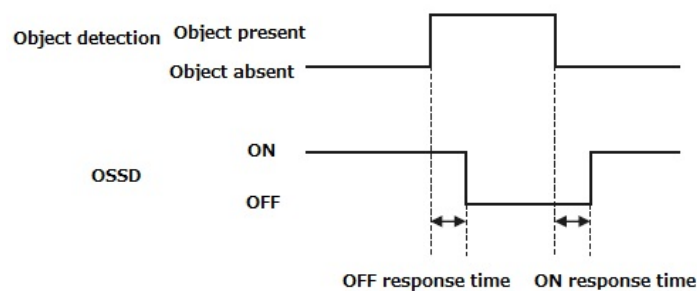 Object detection
Object present
Object absent
OSSD
ON
OFF
OFF response time
ON response time